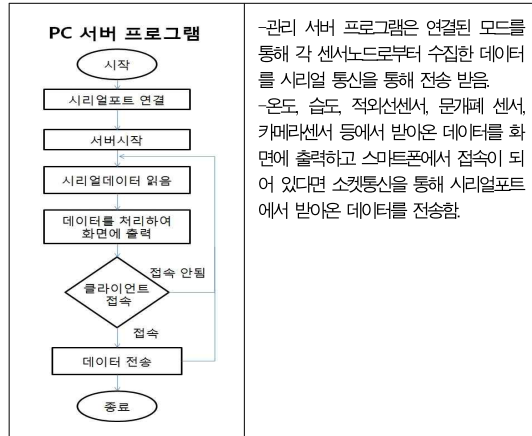 PC 서버 프로그램
시작
시리얼포트 연결
서버시작
시리얼데이터 읽음
데이터를 처리하여
화면에 출력
접속 안됨
클라이언트
접속
접속
데이터 전송
종료
-관리 서버 프로그램은 연결된 모드를
통해 각 센서노드로부터 수집한 데이터
를 시리얼 통신을 통해 전송 받음.
-온도, 습도, 적외선센서, 문개폐 센서,
카메라센서 등에서 받아온 데이터를 화
면에 출력하고 스마트폰에서 접속이 되
어 있다면 소켓통신을 통해 시리얼포트
에서 받아온 데이터를 전송함.